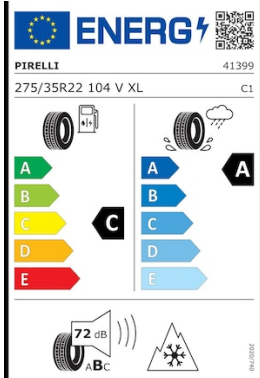 ENERG
PIRELLI
41399
275/35R22 104 V XL
C1
A
B
C
D
E
C
A
B
C
D
E
A
72 dB
ABC
2020/740